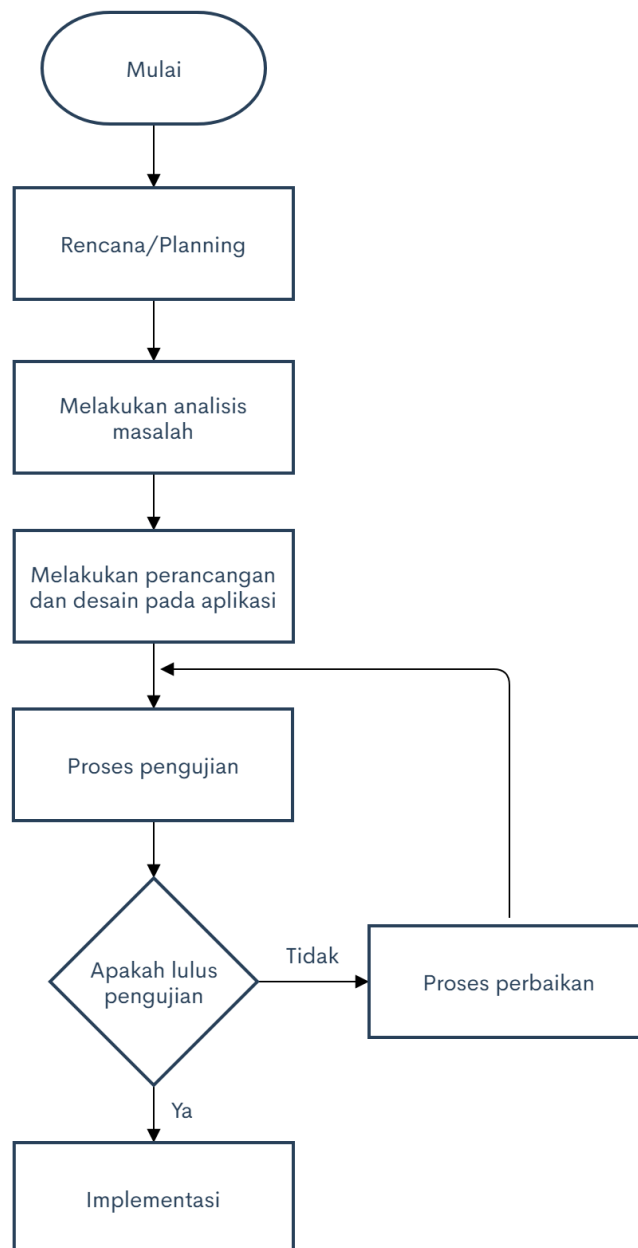 Mulai
Rencana/Planning
Melakukan analisis
masalah
Melakukan perancangan
dan desain pada aplikasi
Proses pengujian
Apakah lulus
pengujian
Tidak
Proses perbaikan
Ya
Implementasi